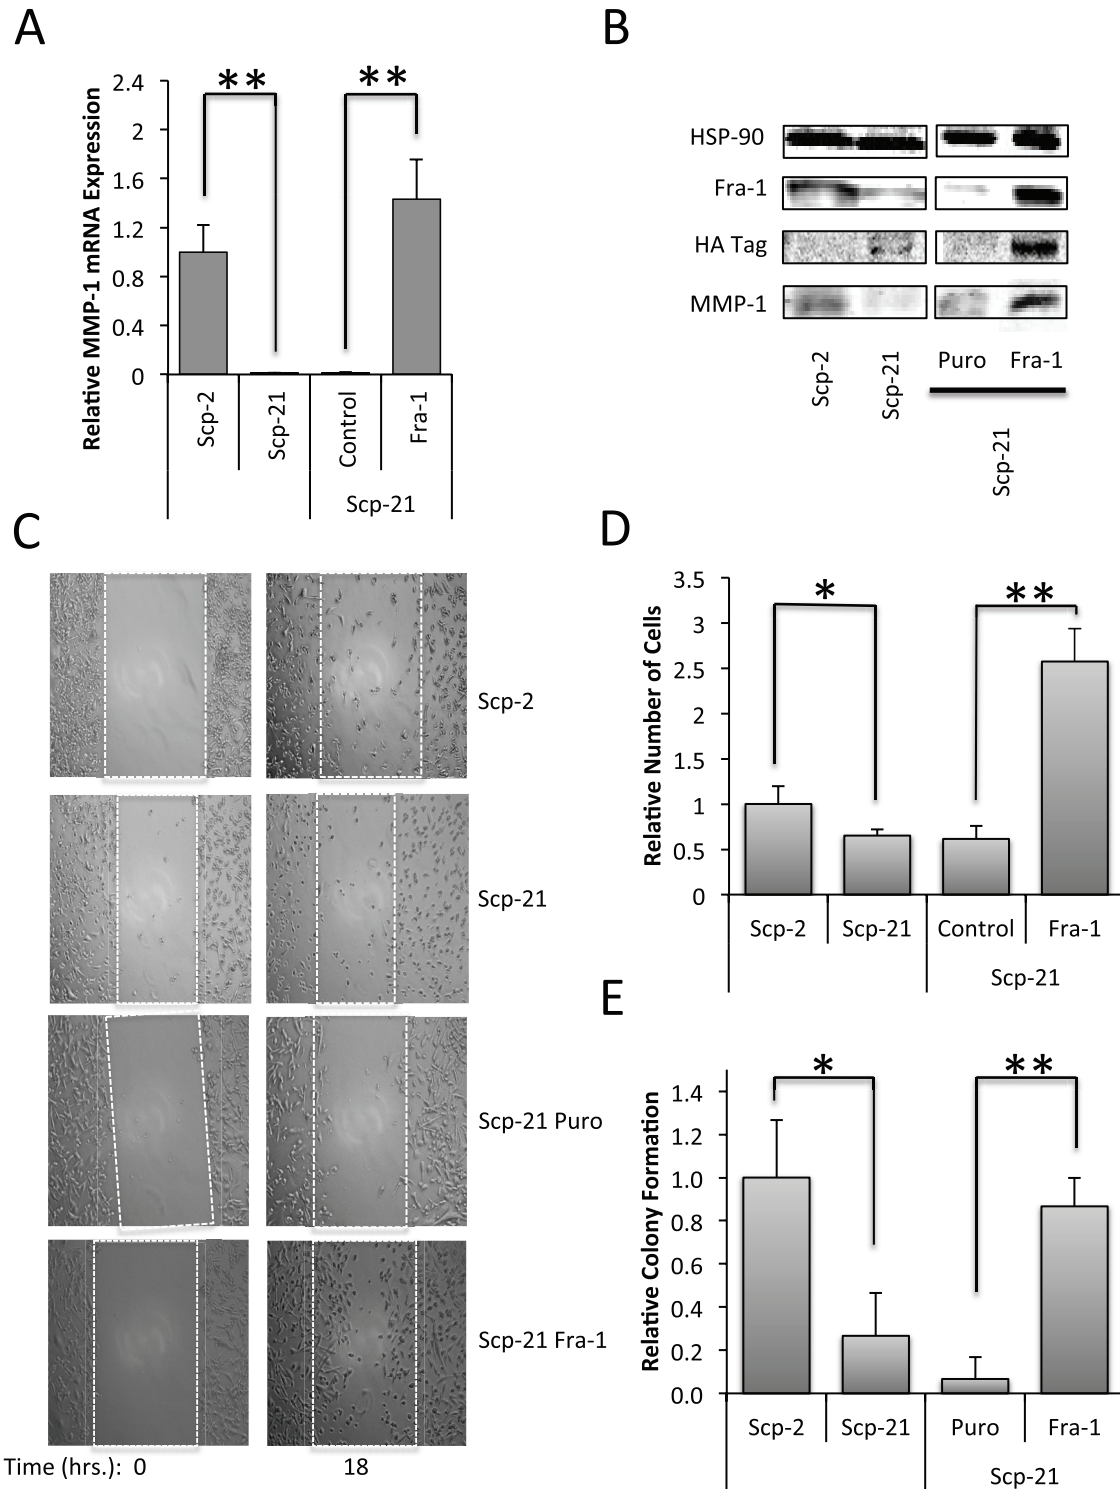 A
Relative MMP-1 mRNA Expression
2.4
2
1.6
1.2
0.8
0.4
0
** **
Scp-2 Scp-21 Control Fra-1
Scp-21
B
HSP-90
Fra-1
HA Tag
MMP-1
Scp-2 Scp-21 Puro Fra-1
Scp-21
C
Scp-2
Scp-21
Scp-21 Puro
Scp-21 Fra-1
Time (hrs.): 0 18
D
Relative Number of Cells
3.5
3
2.5
2
1.5
1
0.5
0
* **
Scp-2 Scp-21 Control Fra-1
Scp-21
E
Relative Colony Formation
1.4
1.2
1.0
0.8
0.6
0.4
0.2
0.0
* **
Scp-2 Scp-21 Puro Fra-1
Scp-21